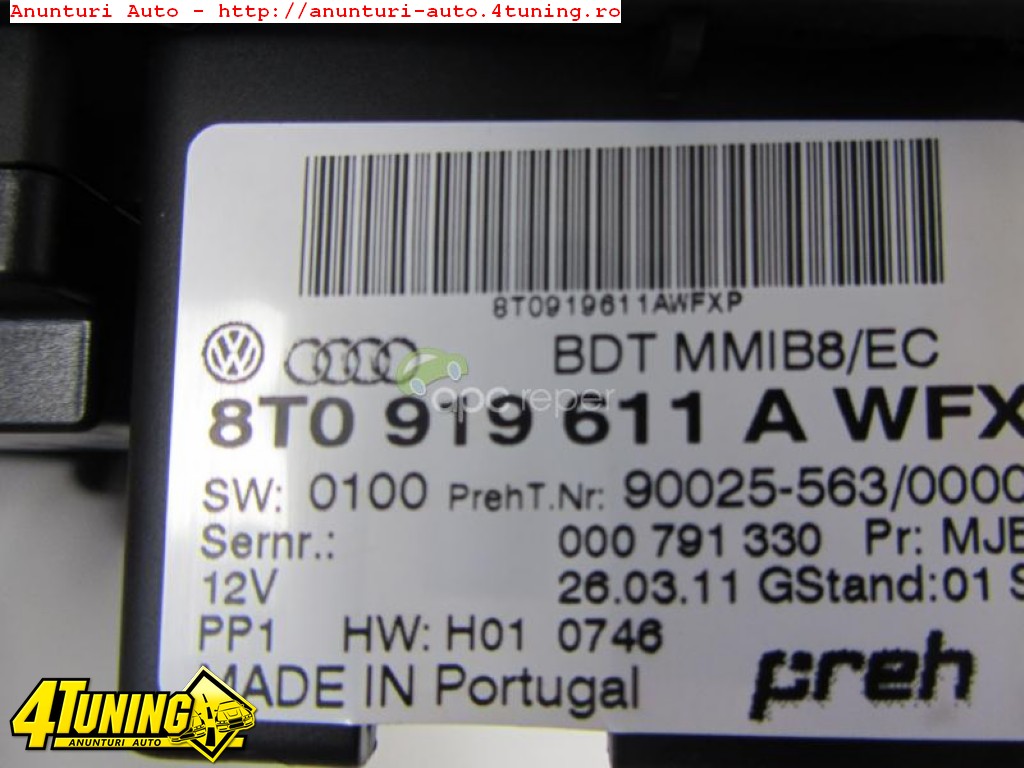 Anunturi Auto - http://anunturi-auto.4tuning.ro
8T0919611AWFXP
BDT MMIB8/EC
apc reper
8T0 919 611 A WFX
SW: 0100 PrehT.Nr: 90025-563/0000
Sernr.: 000 791 330 Pr: MJB
12V 26.03.11 GStand:01 S
PP1 HW: H01 0746
MADE IN Portugal
preh
4TUNING
ANUNTURI AUTO